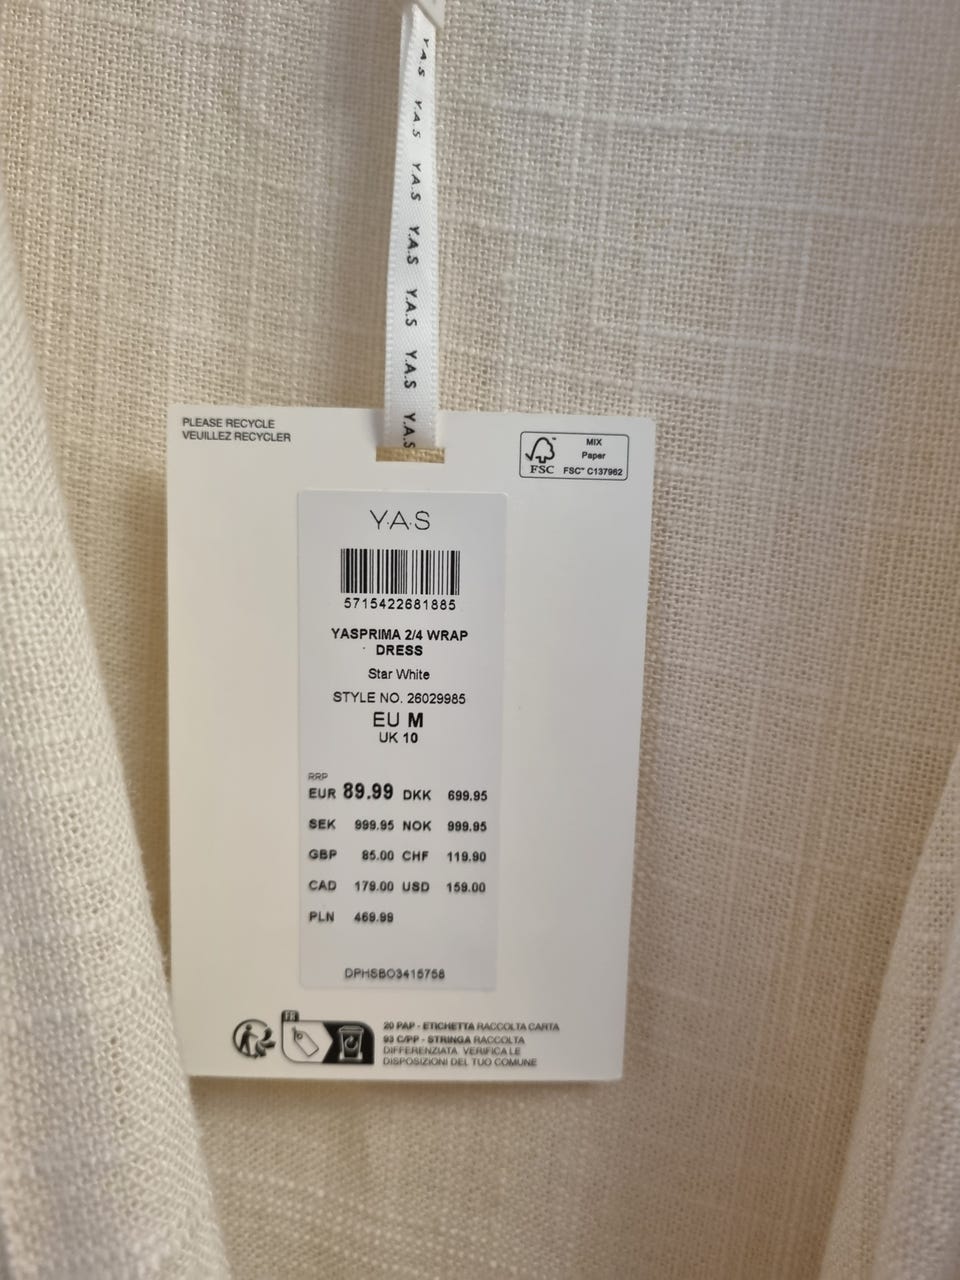 Y.A.S
Y.A.S
Y.A.S
Y.A.S
Y.A.S
Y.A.S
Y.A.S
PLEASE RECYCLE
VEUILLEZ RECYCLER
MIX
Paper
FSC FSC™ C137962
Y.A.S
5715422681885
YASPRIMA 2/4 WRAP
DRESS
Star White
STYLE NO. 26029985
EU M
UK 10
RRP
EUR 89.99 DKK 699.95
SEK 999.95 NOK 999.95
GBP 85.00 CHF 119.90
CAD 179.00 USD 159.00
PLN 469.99
DPHSBO3415758
FR
20 PAP - ETICHETTA RACCOLTA CARTA
93 C/PP - STRINGA RACCOLTA
DIFFERENZIATA. VERIFICA LE
DISPOSIZIONI DEL TUO COMUNE